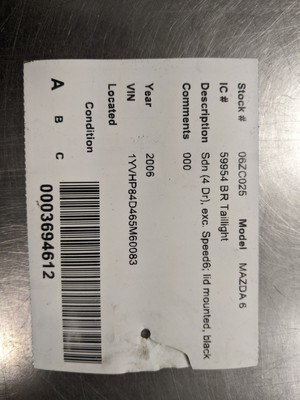 Stock # 06ZC025 Model MAZDA 6
IC # 59954 BR Taillight
Description Sdn (4 Dr), exc. Speed6; lid mounted, black
Comments 000
Year 2006
VIN 1YVHP84D465M60083
Located
Condition
A B C
0003694612